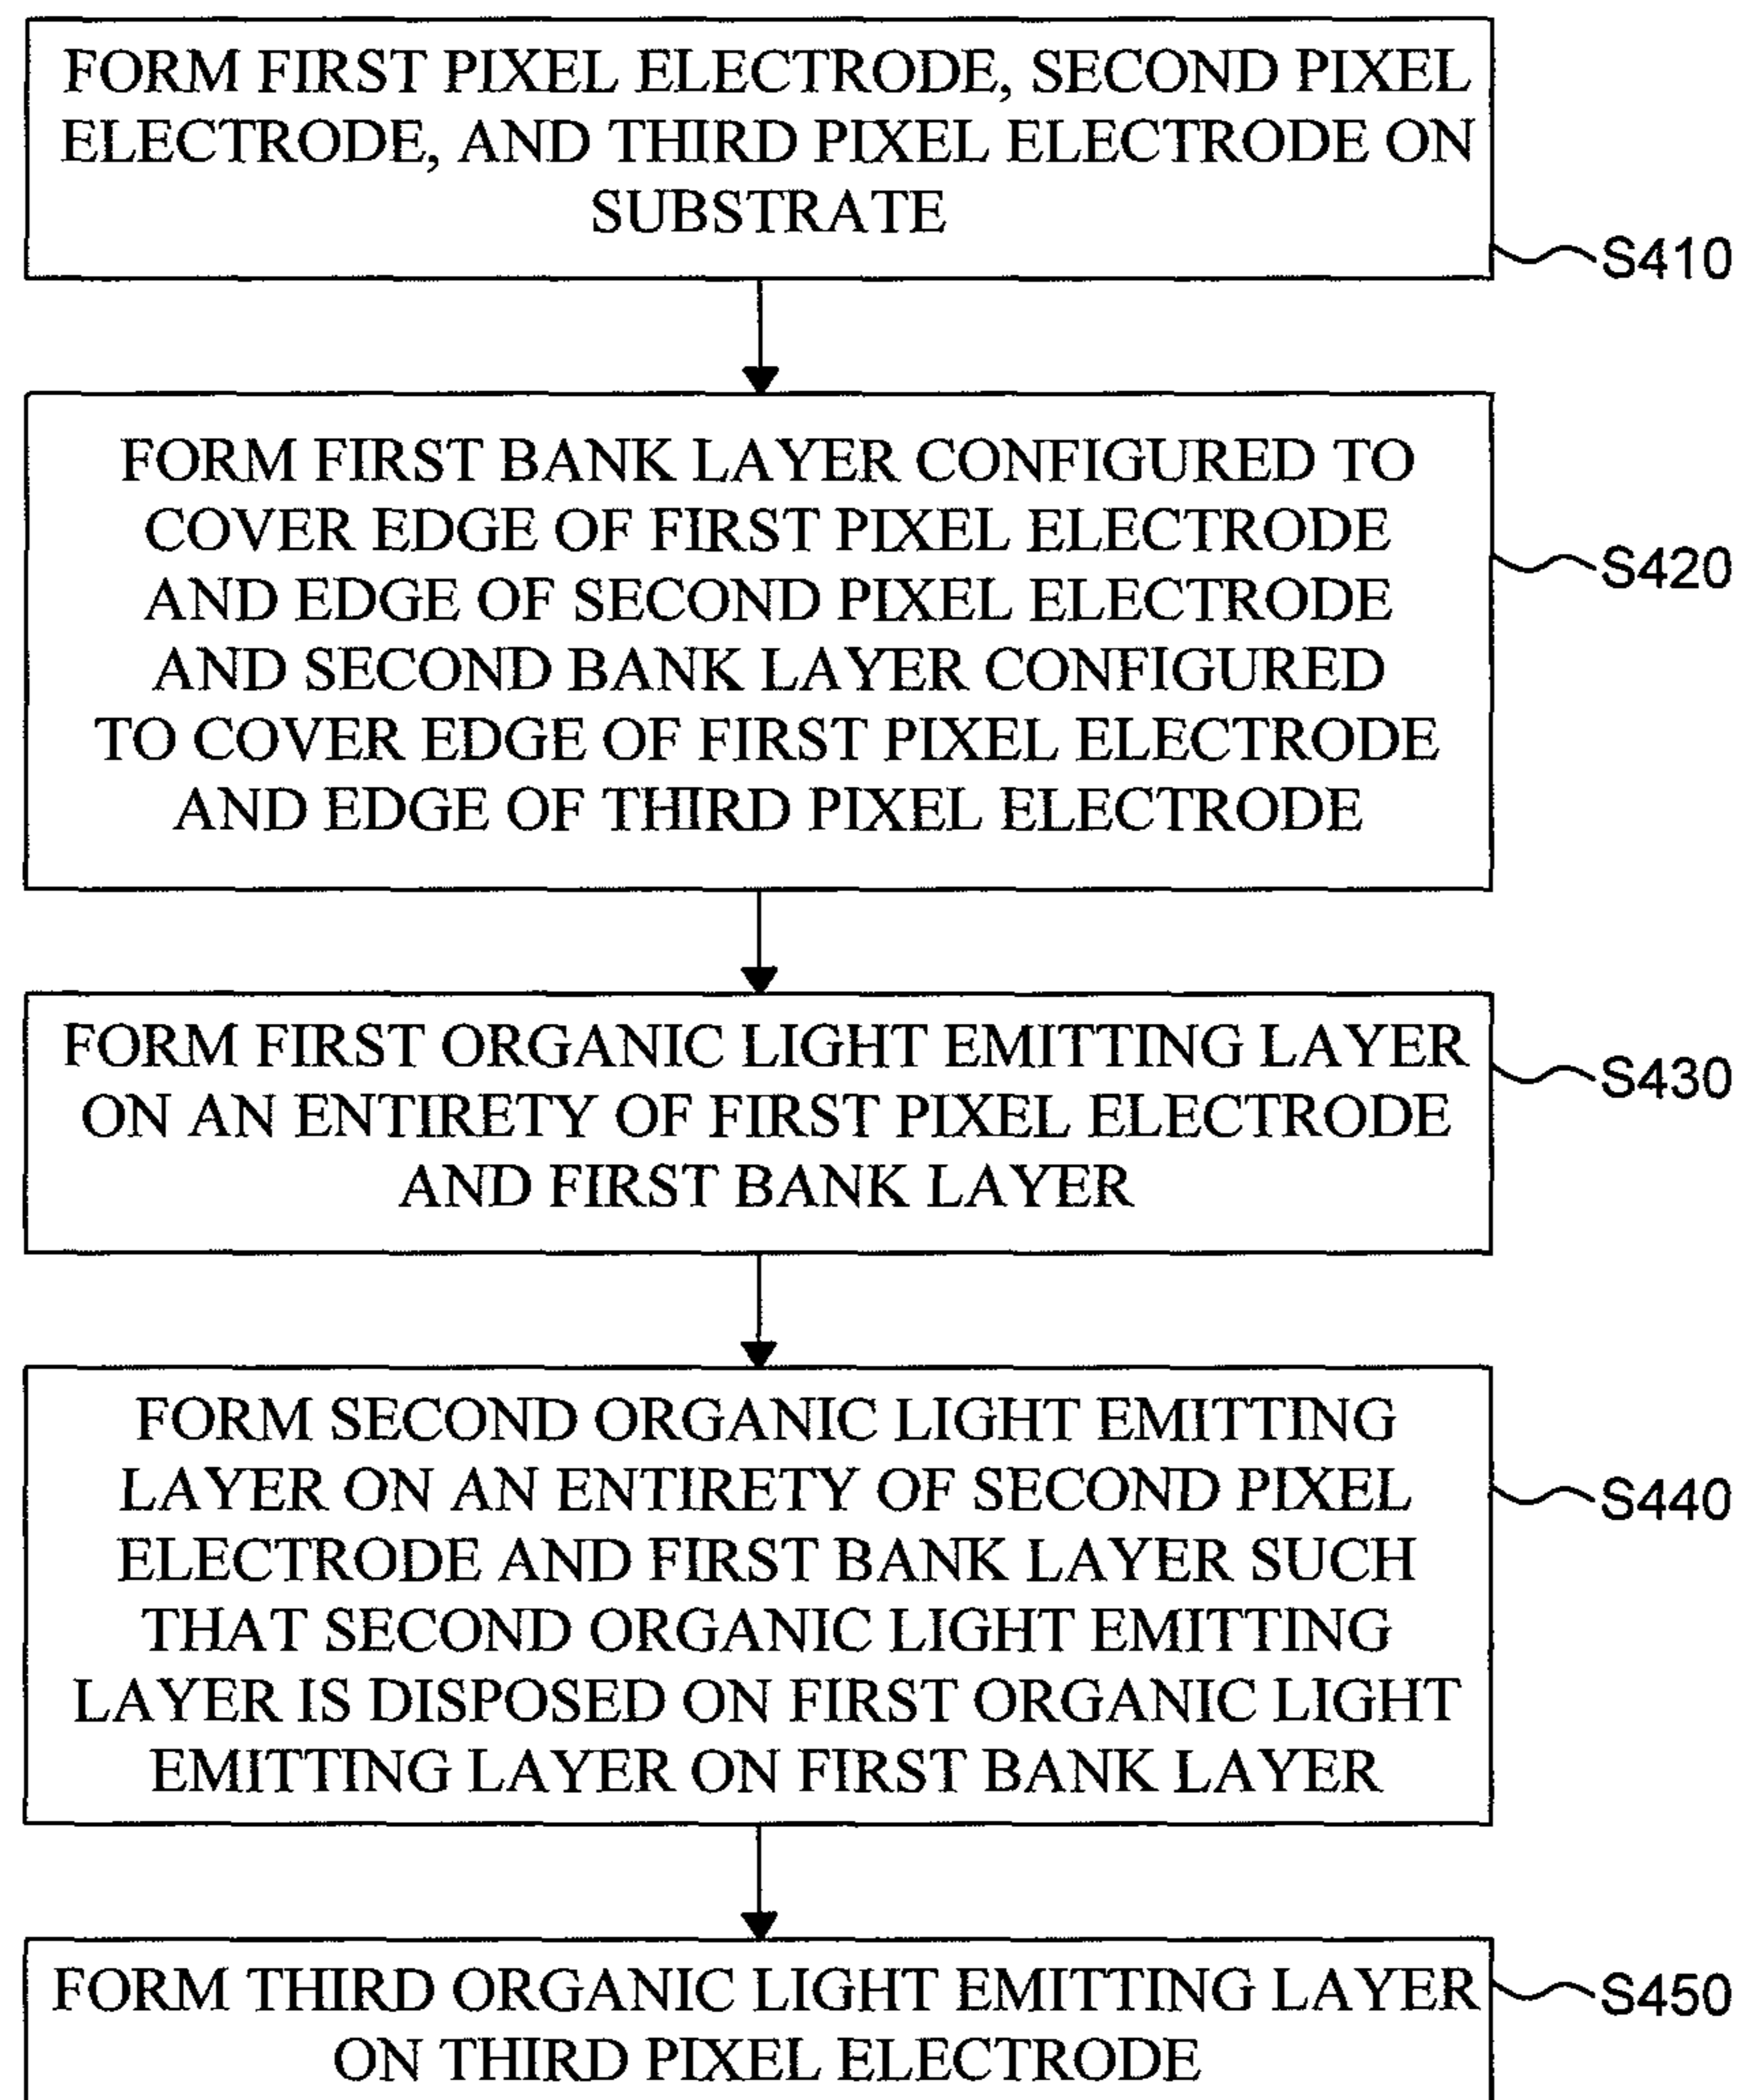 FORM FIRST PIXEL ELECTRODE, SECOND PIXEL
ELECTRODE, AND THIRD PIXEL ELECTRODE ON
SUBSTRATE
S410
FORM FIRST BANK LAYER CONFIGURED TO
COVER EDGE OF FIRST PIXEL ELECTRODE
AND EDGE OF SECOND PIXEL ELECTRODE
AND SECOND BANK LAYER CONFIGURED
TO COVER EDGE OF FIRST PIXEL ELECTRODE
AND EDGE OF THIRD PIXEL ELECTRODE
S420
FORM FIRST ORGANIC LIGHT EMITTING LAYER
ON AN ENTIRETY OF FIRST PIXEL ELECTRODE
AND FIRST BANK LAYER
S430
FORM SECOND ORGANIC LIGHT EMITTING
LAYER ON AN ENTIRETY OF SECOND PIXEL
ELECTRODE AND FIRST BANK LAYER SUCH
THAT SECOND ORGANIC LIGHT EMITTING
LAYER IS DISPOSED ON FIRST ORGANIC LIGHT
EMITTING LAYER ON FIRST BANK LAYER
S440
FORM THIRD ORGANIC LIGHT EMITTING LAYER
ON THIRD PIXEL ELECTRODE
S450